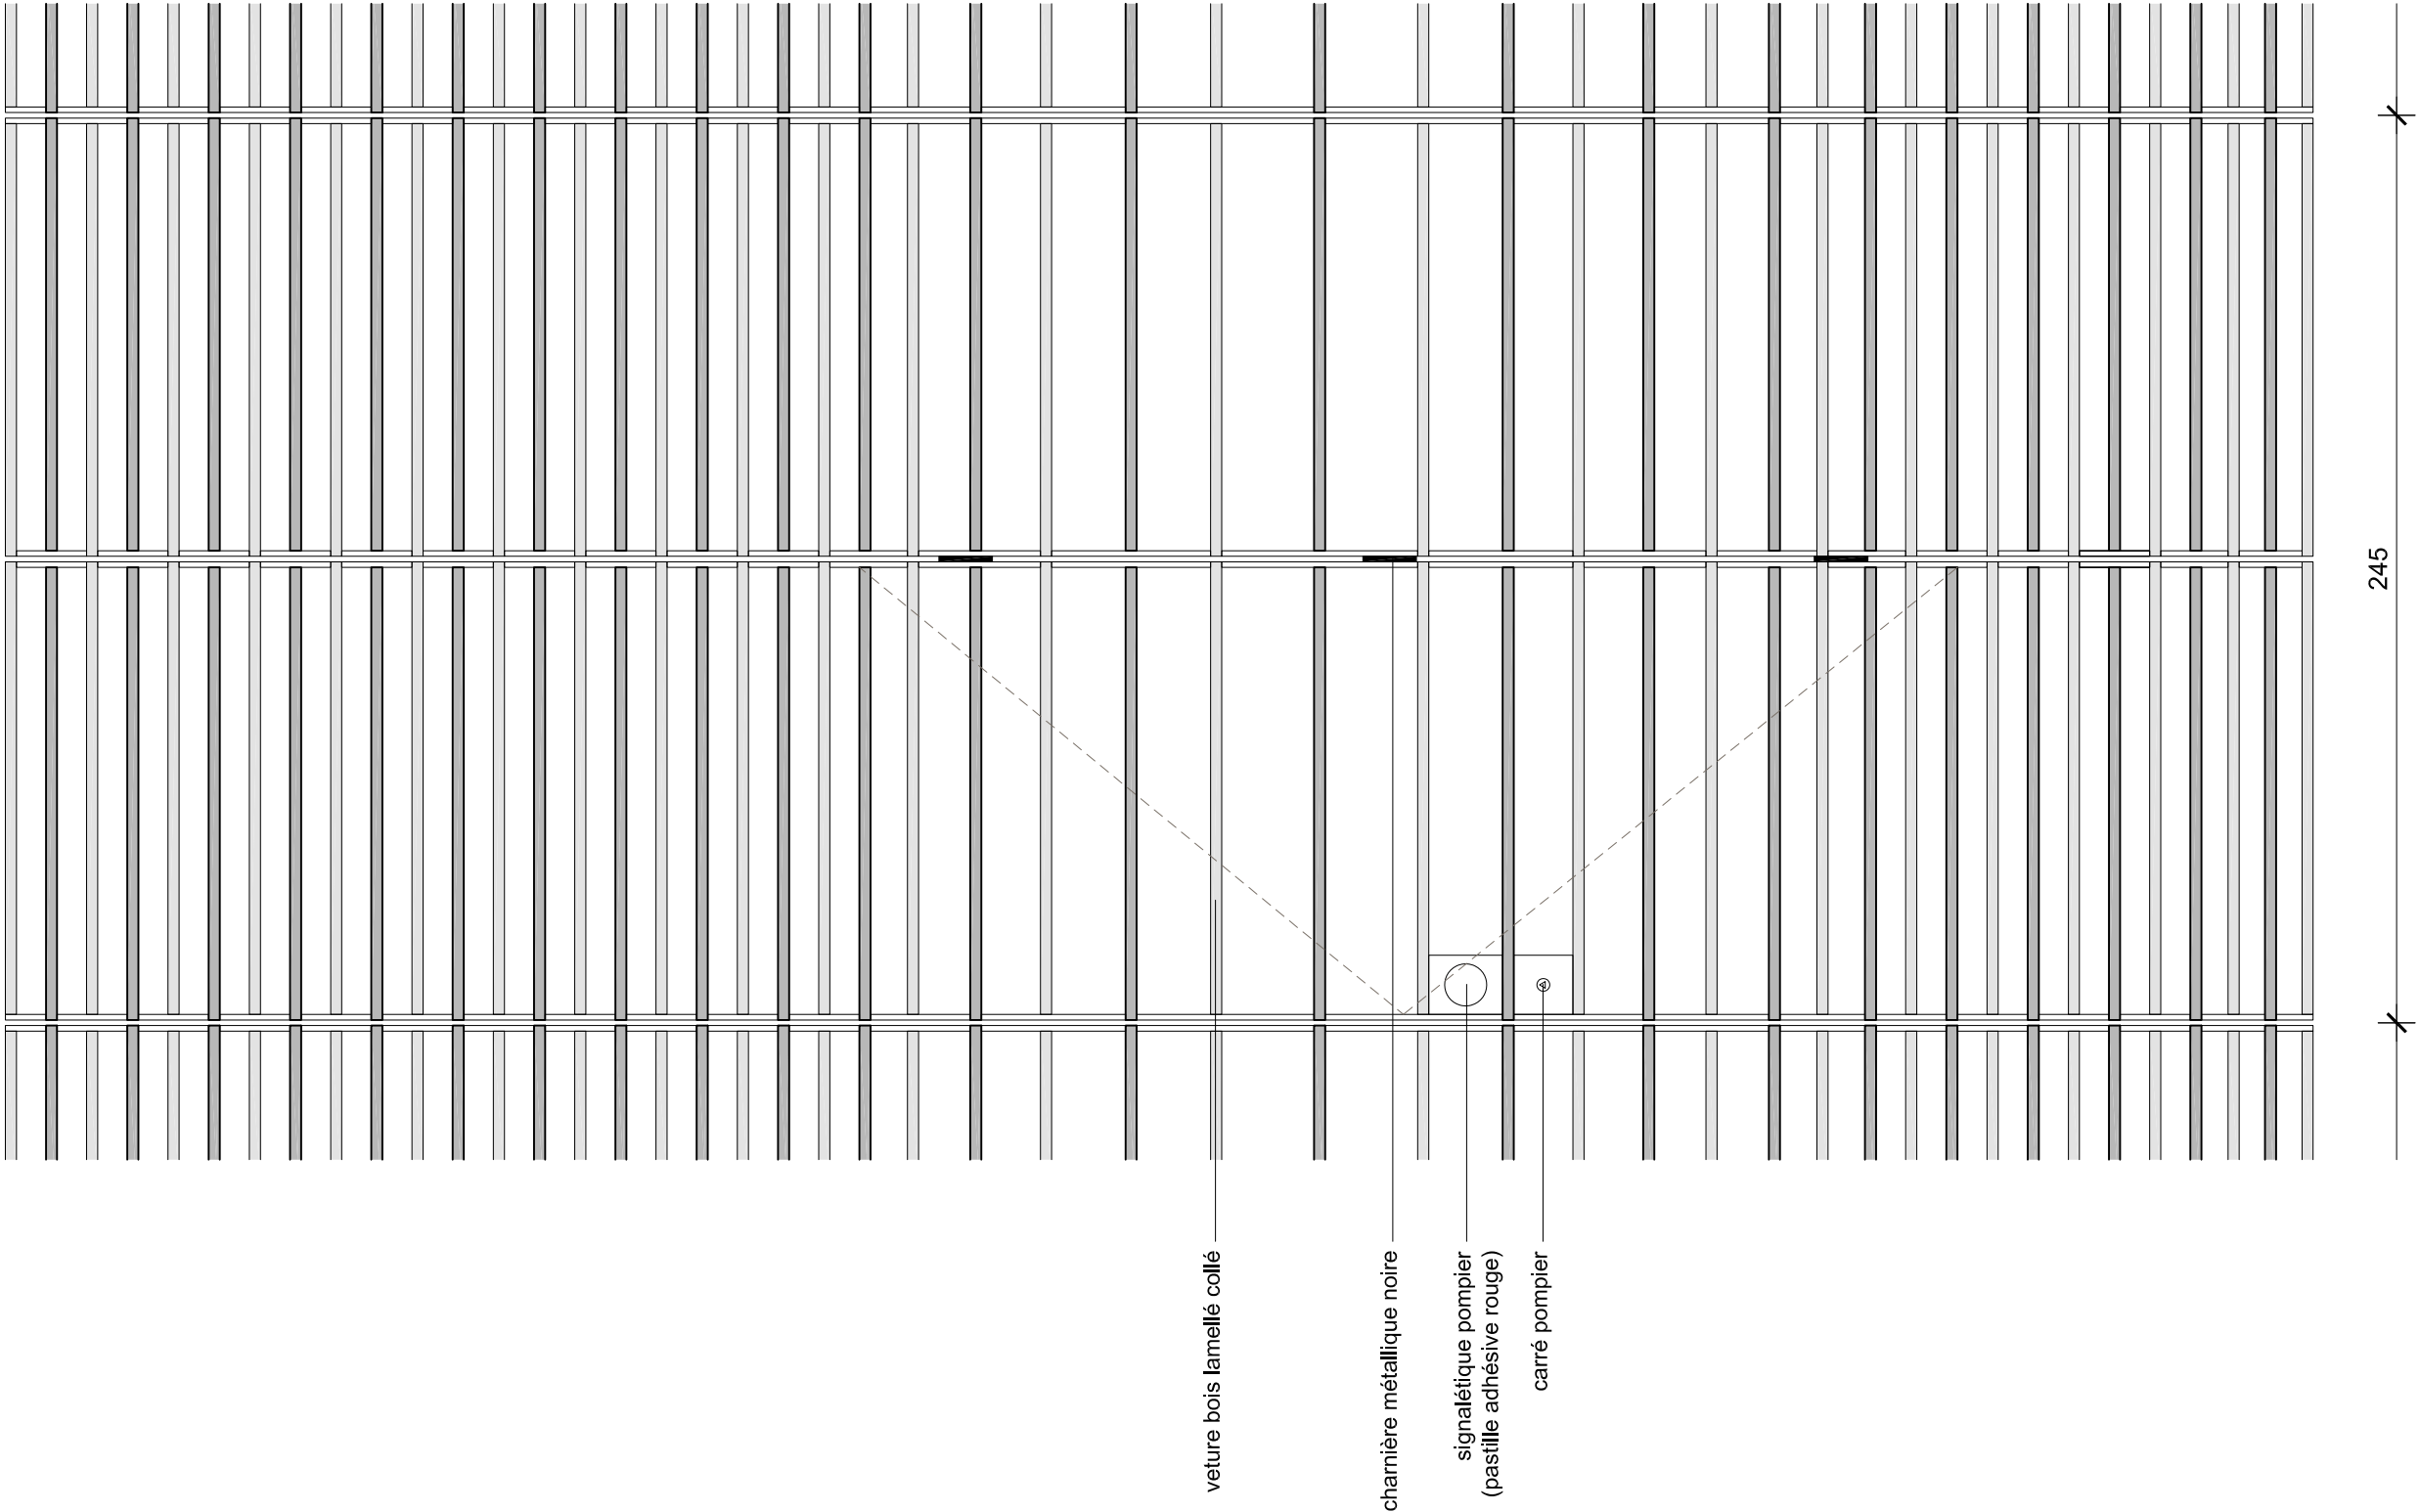 245
veture bois lamellé collé
charnière métallique noire
signalétique pompier
(pastille adhésive rouge)
carré pompier